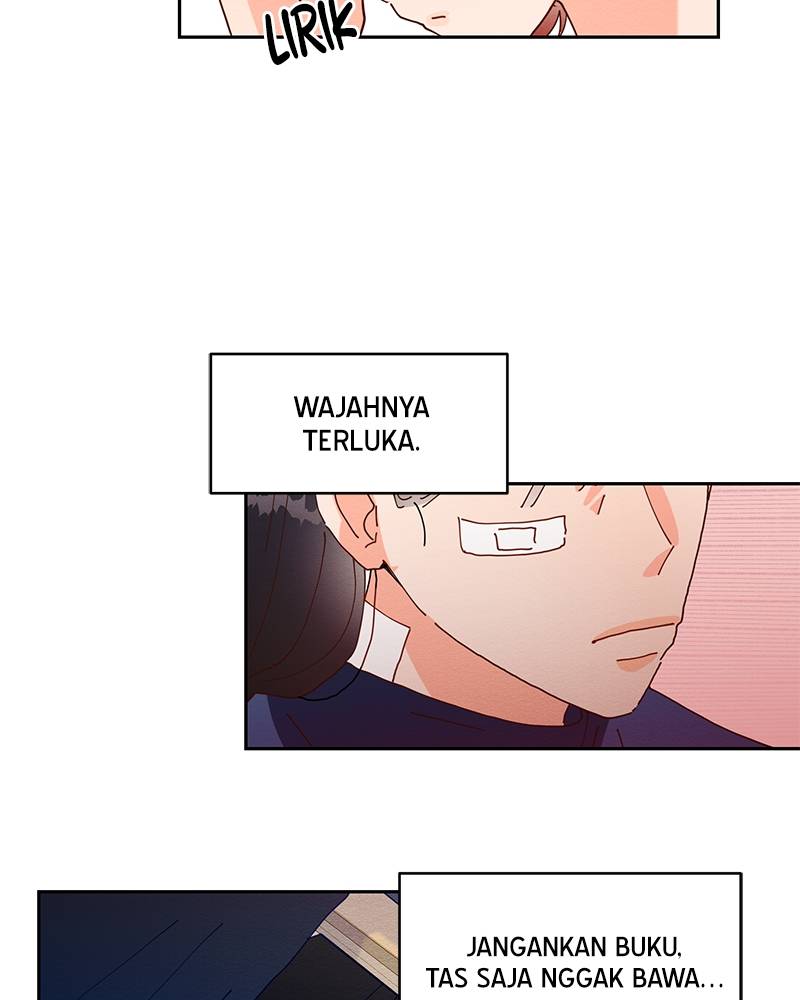 LIRIK
WAJAHNYA
TERLUKA.
JANGANKAN BUKU,
TAS SAJA NGGAK BAWA...